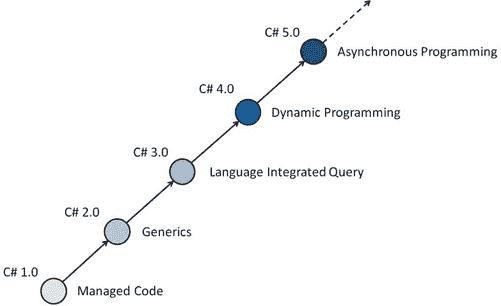 C# 5.0
Asynchronous Programming
C# 4.0
Dynamic Programming
C# 3.0
Language Integrated Query
C# 2.0
Generics
C# 1.0
Managed Code